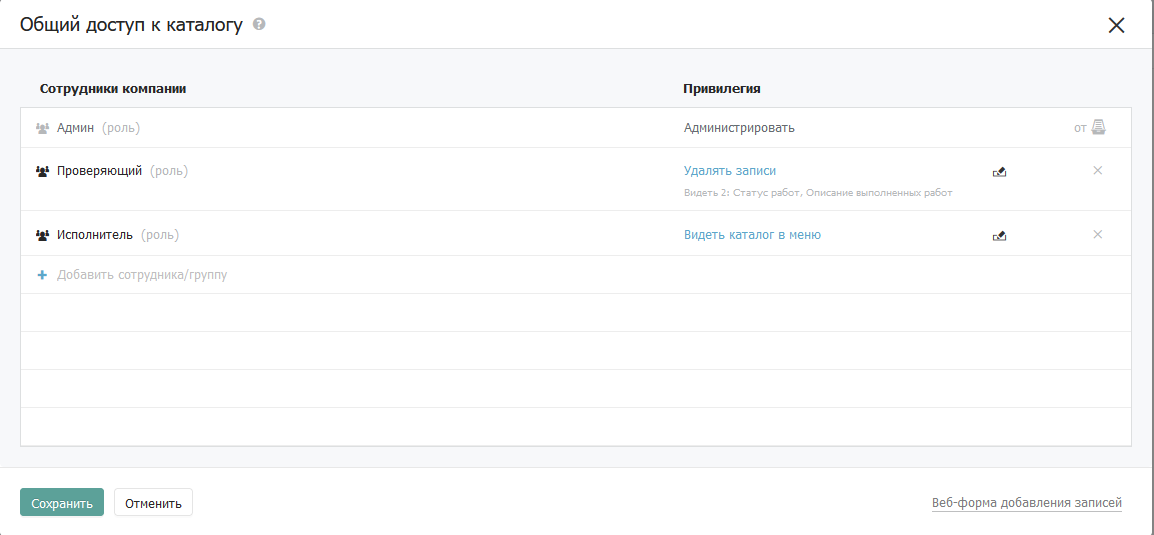 Общий доступ к каталогу ?
Сотрудники компании Привилегия
Админ (роль) Администрировать от
Проверяющий (роль) Удалять записи
Видеть 2: Статус работ, Описание выполненных работ
Исполнитель (роль) Видеть каталог в меню
+ Добавить сотрудника/группу
Сохранить Отменить Веб-форма добавления записей